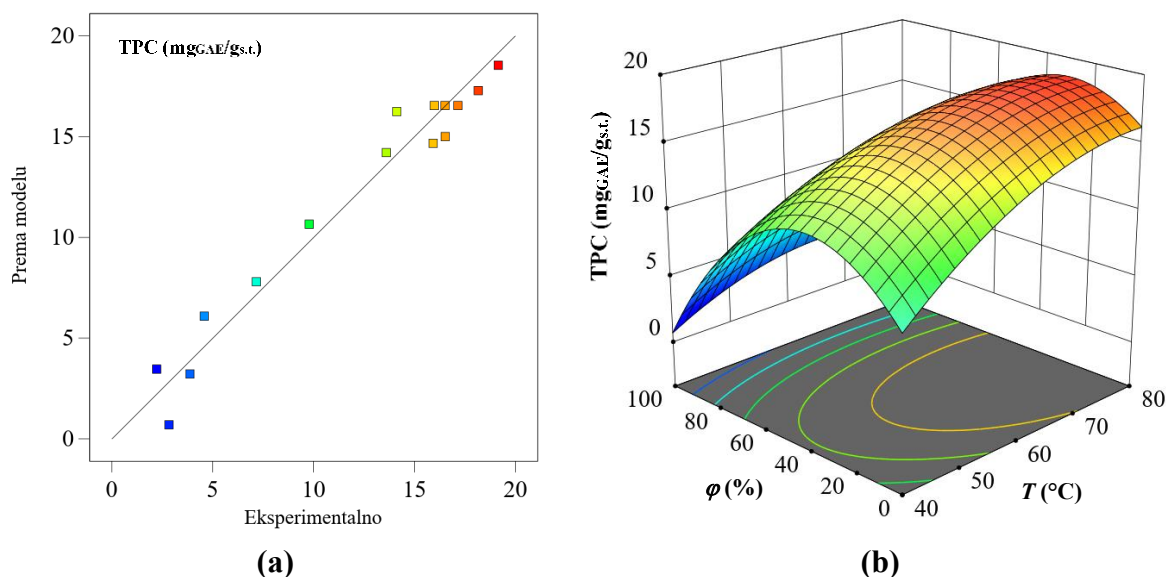 TPC (mgGAE/gs.t.)
20
15
10
5
0
Prema modelu
0 5 10 15 20
Eksperimentalno
(a)
20
15
10
5
0
TPC (mgGAE/gs.t.)
100
80
60
40
20
0
φ (%)
40
50
60
70
80
T (°C)
(b)